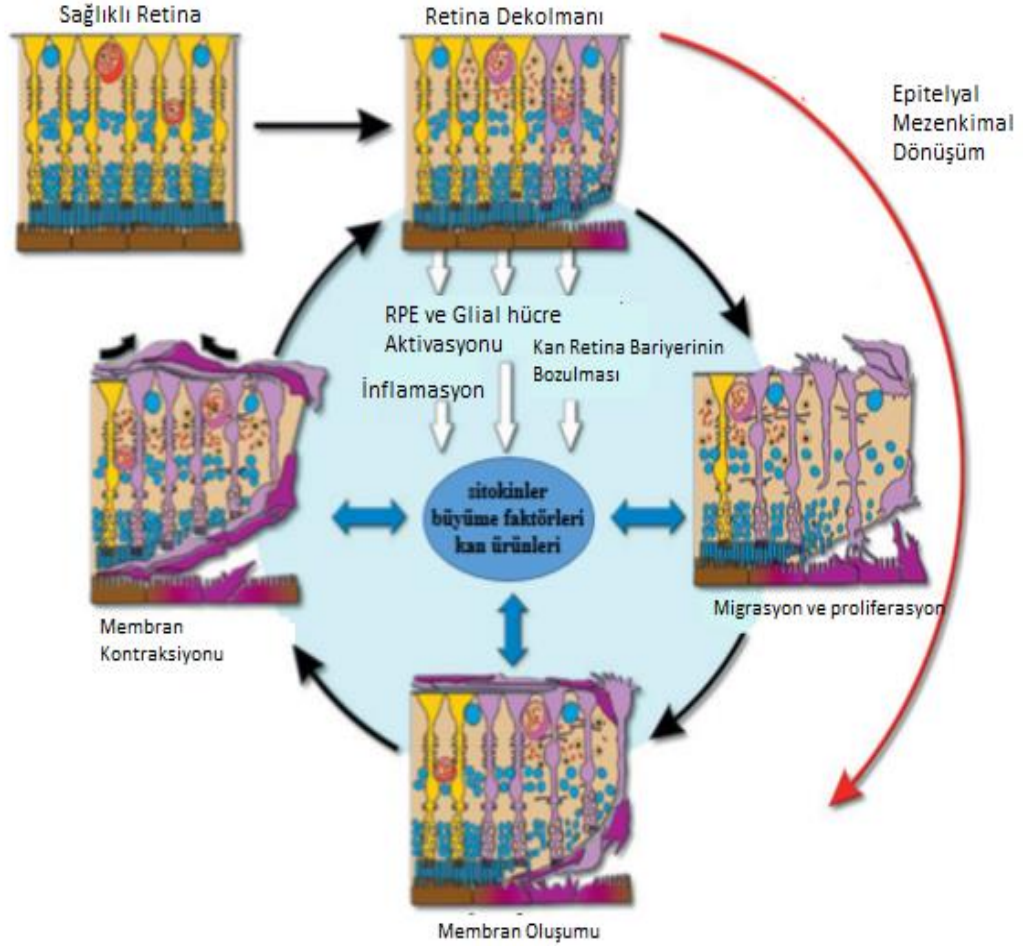 Sağlıklı Retina
Retina Dekolmanı
Epitelyal
Mezenkimal
Dönüşüm
RPE ve Glial hücre
Aktivasyonu
Kan Retina Bariyerinin
Bozulması
İnflamasyon
sitokinler
büyüme faktörleri
kan ürünleri
Migrasyon ve proliferasyon
Membran
Kontraksiyonu
Membran Oluşumu